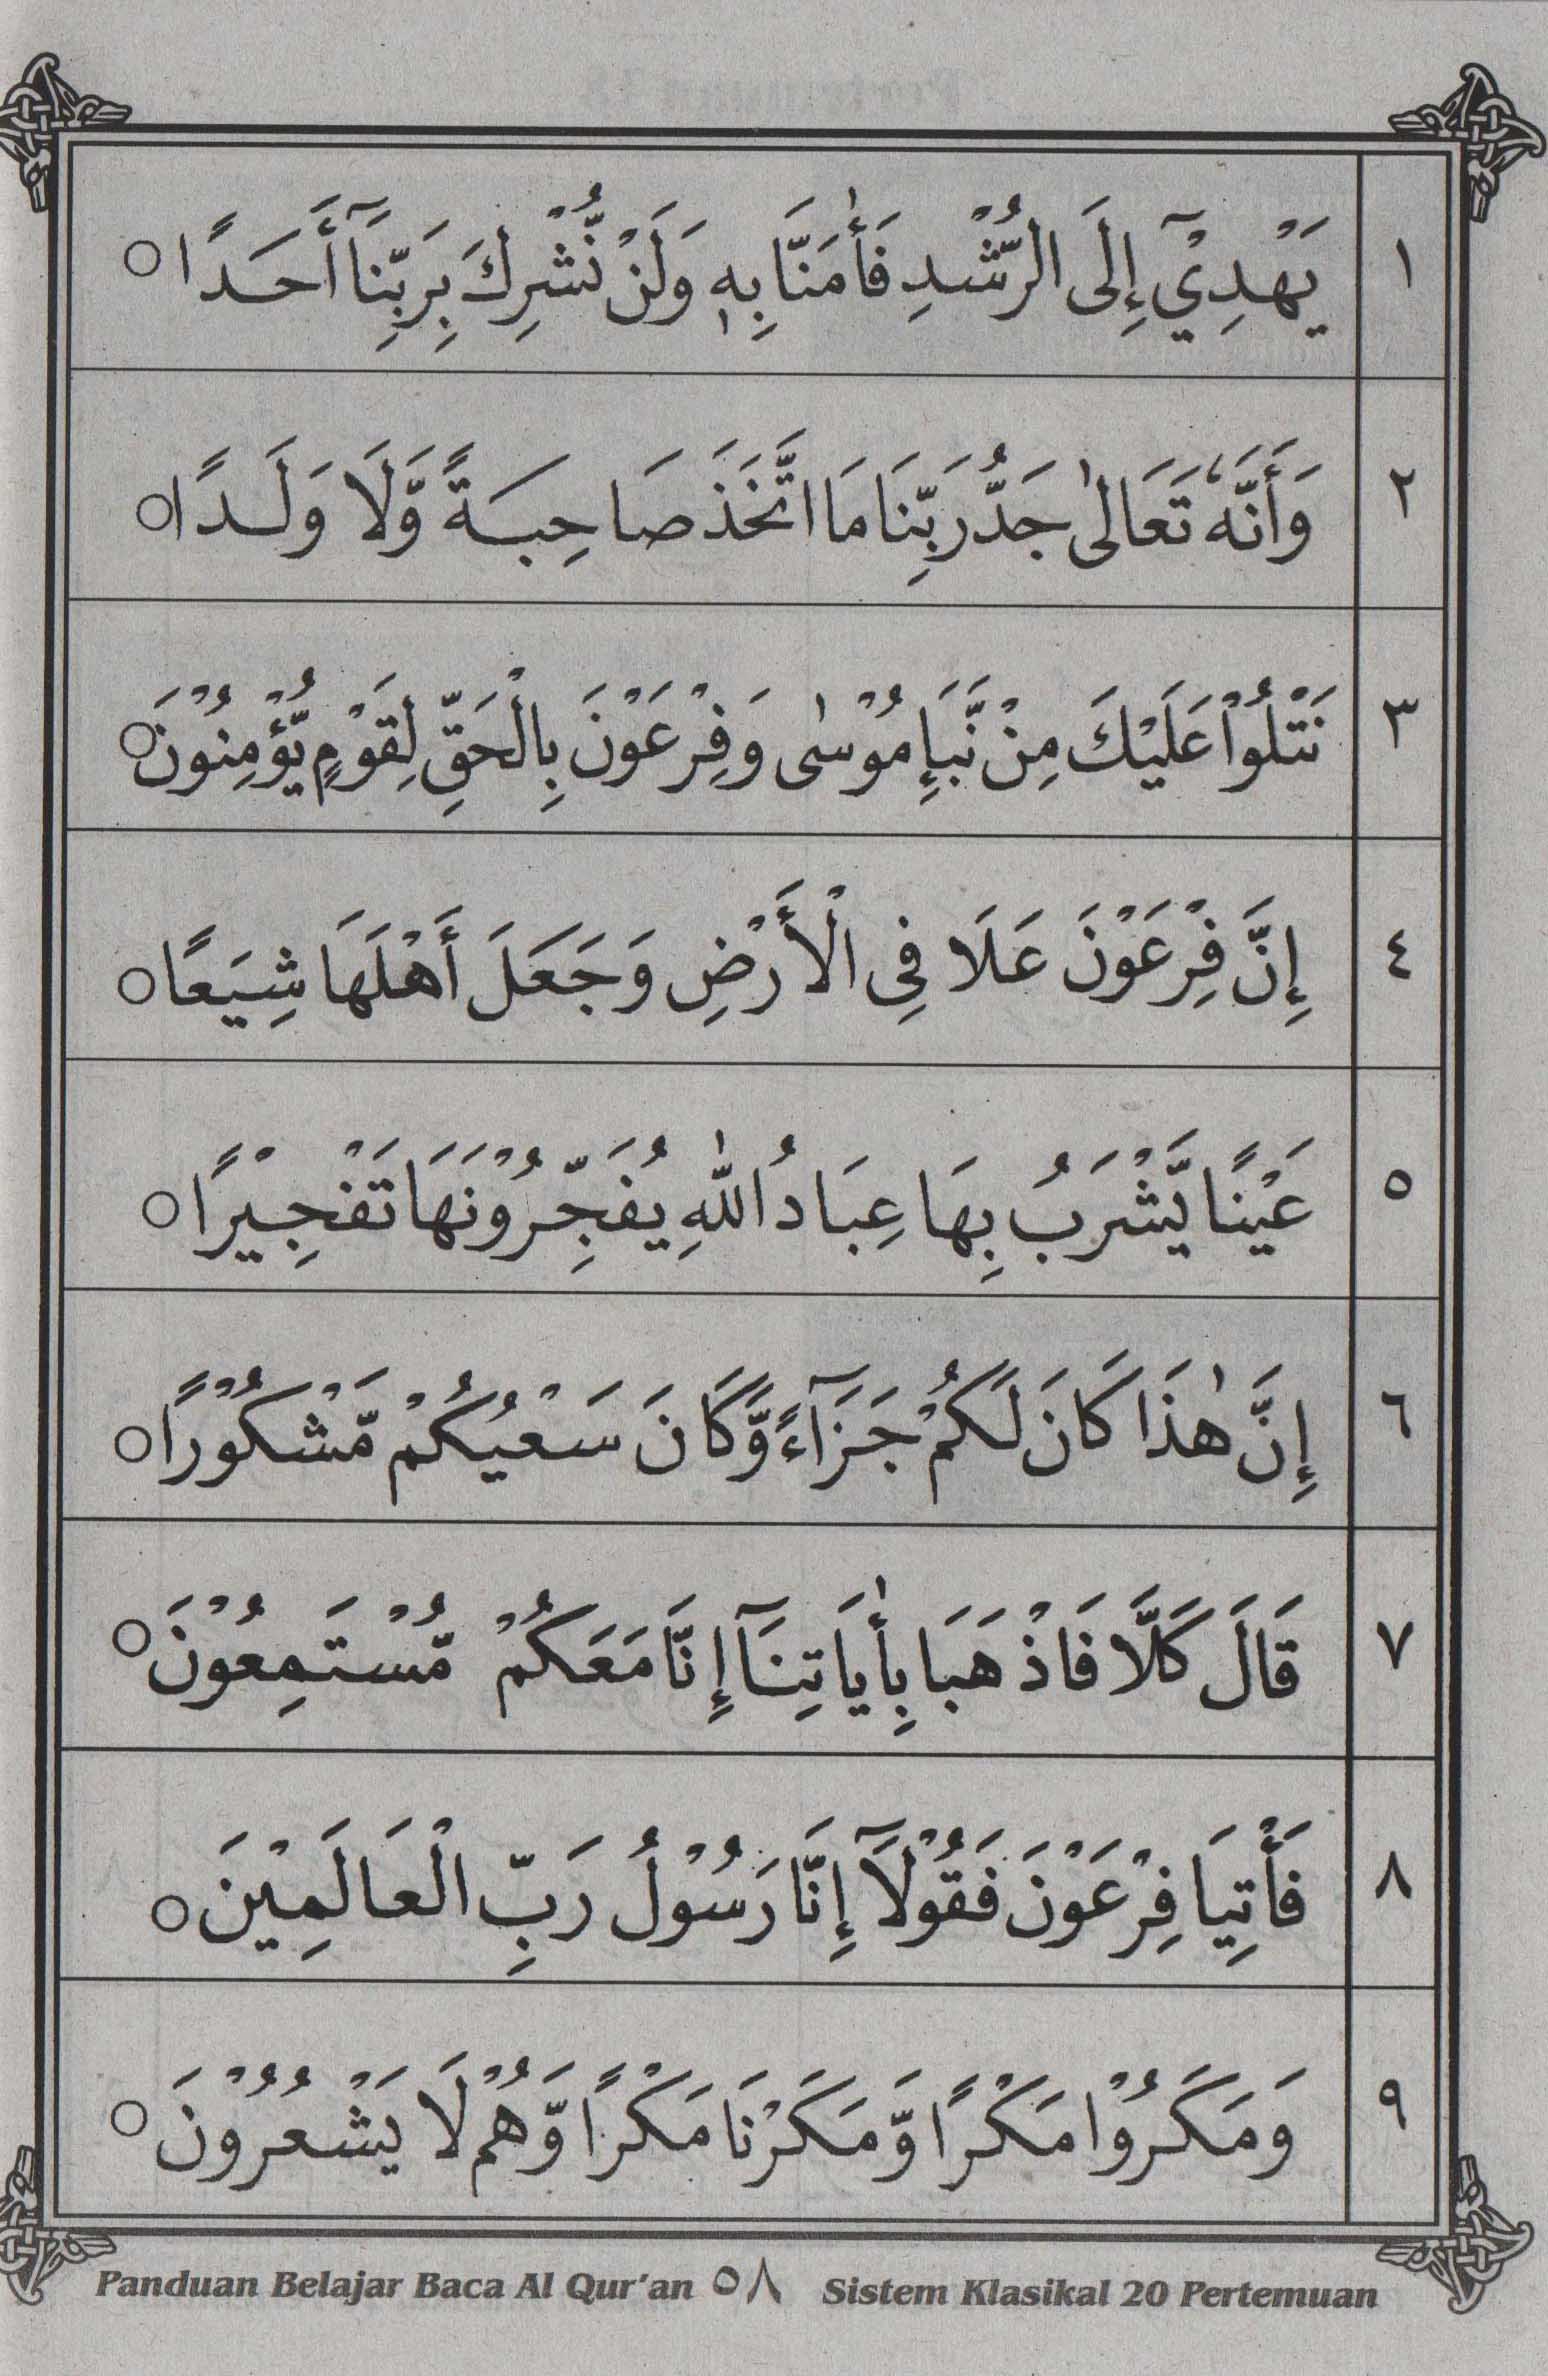 ١ يَهْدِيْٓ إِلَى الرُّشْدِ فَأٰمَنَّا بِهٖ وَلَنْ نُّشْرِكَ بِرَبِّنَآ أَحَدًا ○
٢ وَأَنَّهٗ تَعَالٰى جَدُّ رَبِّنَا مَا اتَّخَذَ صَاحِبَةً وَّلَا وَلَدًا ○
٣ نَتْلُوْا عَلَيْكَ مِنْ نَّبَإِ مُوْسٰى وَفِرْعَوْنَ بِالْحَقِّ لِقَوْمٍ يُّؤْمِنُوْنَ ○
٤ إِنَّ فِرْعَوْنَ عَلَا فِى الْأَرْضِ وَجَعَلَ أَهْلَهَا شِيَعًا ○
٥ عَيْنًا يَّشْرَبُ بِهَا عِبَادُ اللّٰهِ يُفَجِّرُوْنَهَا تَفْجِيْرًا ○
٦ إِنَّ هٰذَا كَانَ لَكُمْ جَزَآءً وَّكَانَ سَعْيُكُمْ مَّشْكُوْرًا ○
٧ قَالَ كَلَّا فَاذْهَبَا بِأٰيَاتِنَآ إِنَّا مَعَكُمْ مُّسْتَمِعُوْنَ ○
٨ فَأْتِيَا فِرْعَوْنَ فَقُوْلَآ إِنَّا رَسُوْلُ رَبِّ الْعَالَمِيْنَ ○
٩ وَمَكَرُوْا مَكْرًا وَّمَكَرْنَا مَكْرًا وَّهُمْ لَا يَشْعُرُوْنَ ○
Panduan Belajar Baca Al Qur'an ٥٨ Sistem Klasikal 20 Pertemuan